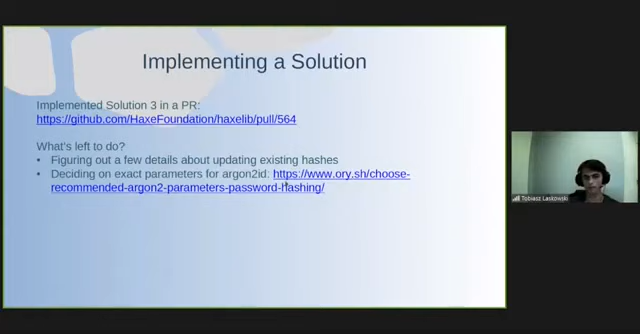 Implementing a Solution
Implemented Solution 3 in a PR:
https://github.com/HaxeFoundation/haxelib/pull/564
What's left to do?
• Figuring out a few details about updating existing hashes
• Deciding on exact parameters for argon2id: https://www.ory.sh/choose-
recommended-argon2-parameters-password-hashing/
Tobiasz Laskowski